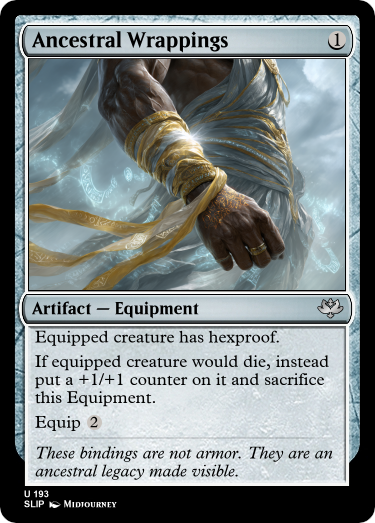 Ancestral Wrappings 1
Artifact — Equipment
Equipped creature has hexproof.
If equipped creature would die, instead
put a +1/+1 counter on it and sacrifice
this Equipment.
Equip 2
These bindings are not armor. They are an
ancestral legacy made visible.
U 193
SLIP Midjourney